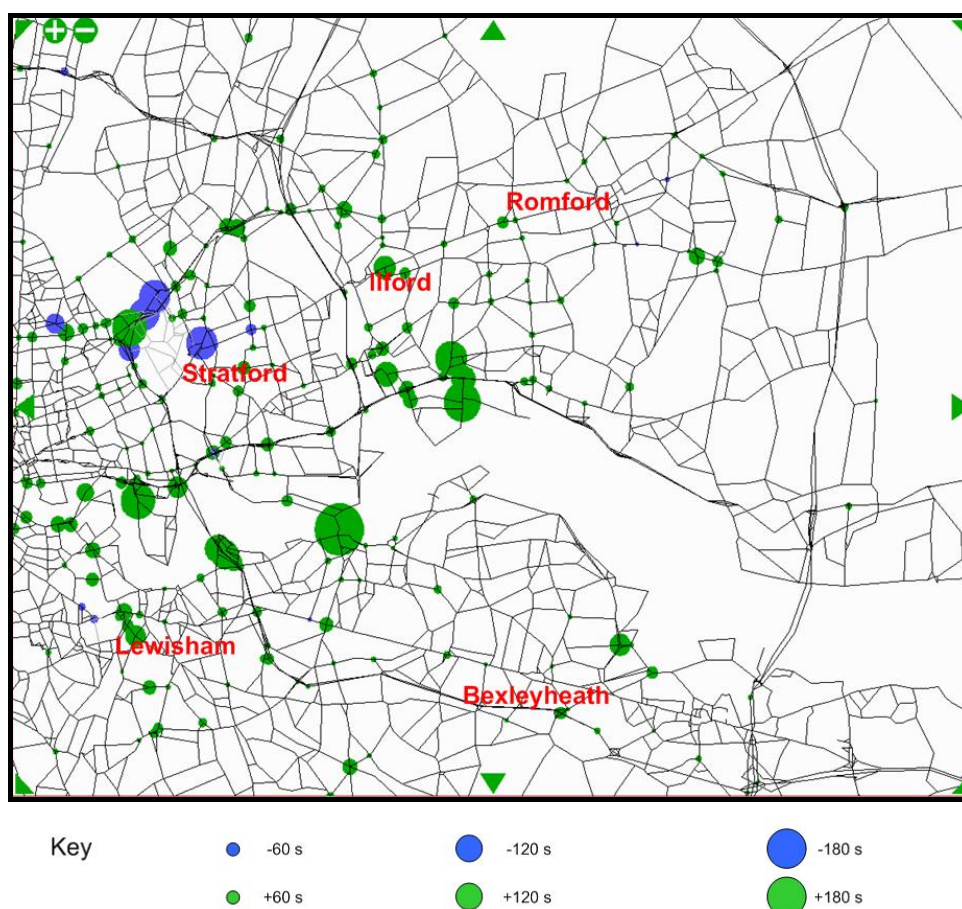 Romford
Ilford
Stratford
Lewisham
Bexleyheath
Key
-60 s
-120 s
-180 s
+60 s
+120 s
+180 s